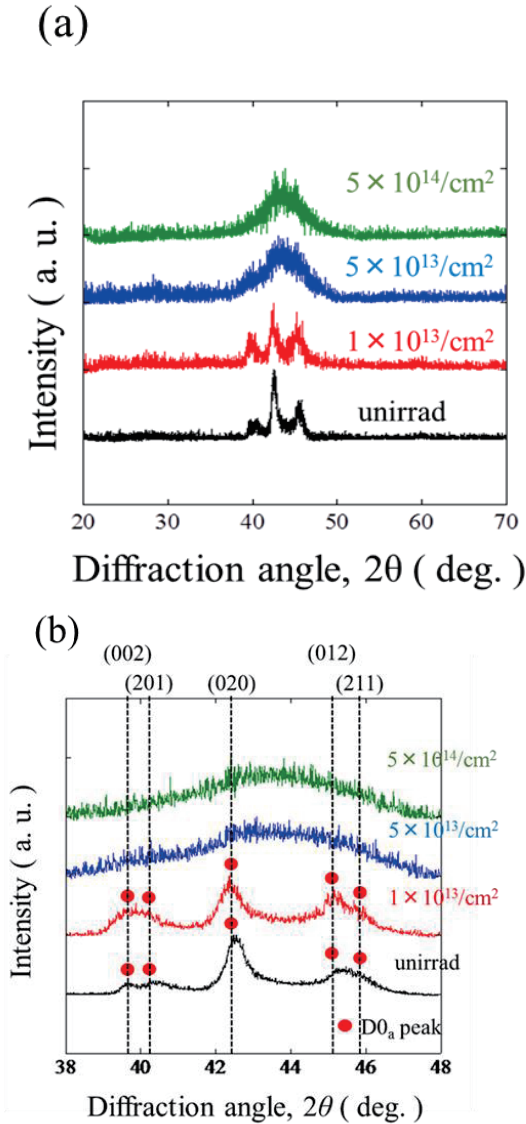 (a)
5 × 10¹⁴/cm²
5 × 10¹³/cm²
1 × 10¹³/cm²
unirrad
Intensity ( a. u. )
20 30 40 50 60 70
Diffraction angle, 2θ ( deg. )
(b)
(002) (012)
(201) (020) (211)
5 × 10¹⁴/cm²
5 × 10¹³/cm²
1 × 10¹³/cm²
unirrad
D0ₐ peak
Intensity ( a. u. )
38 40 42 44 46 48
Diffraction angle, 2θ ( deg. )